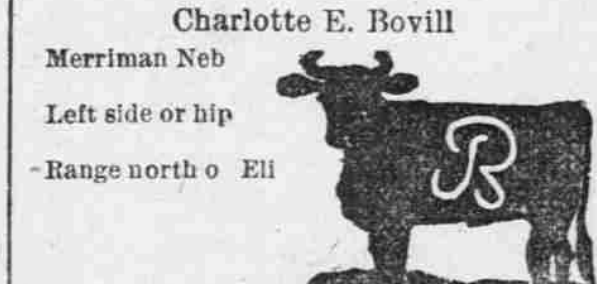 Charlotte E. Bovill
Merriman Neb
Left side or hip
-Range north o Eli